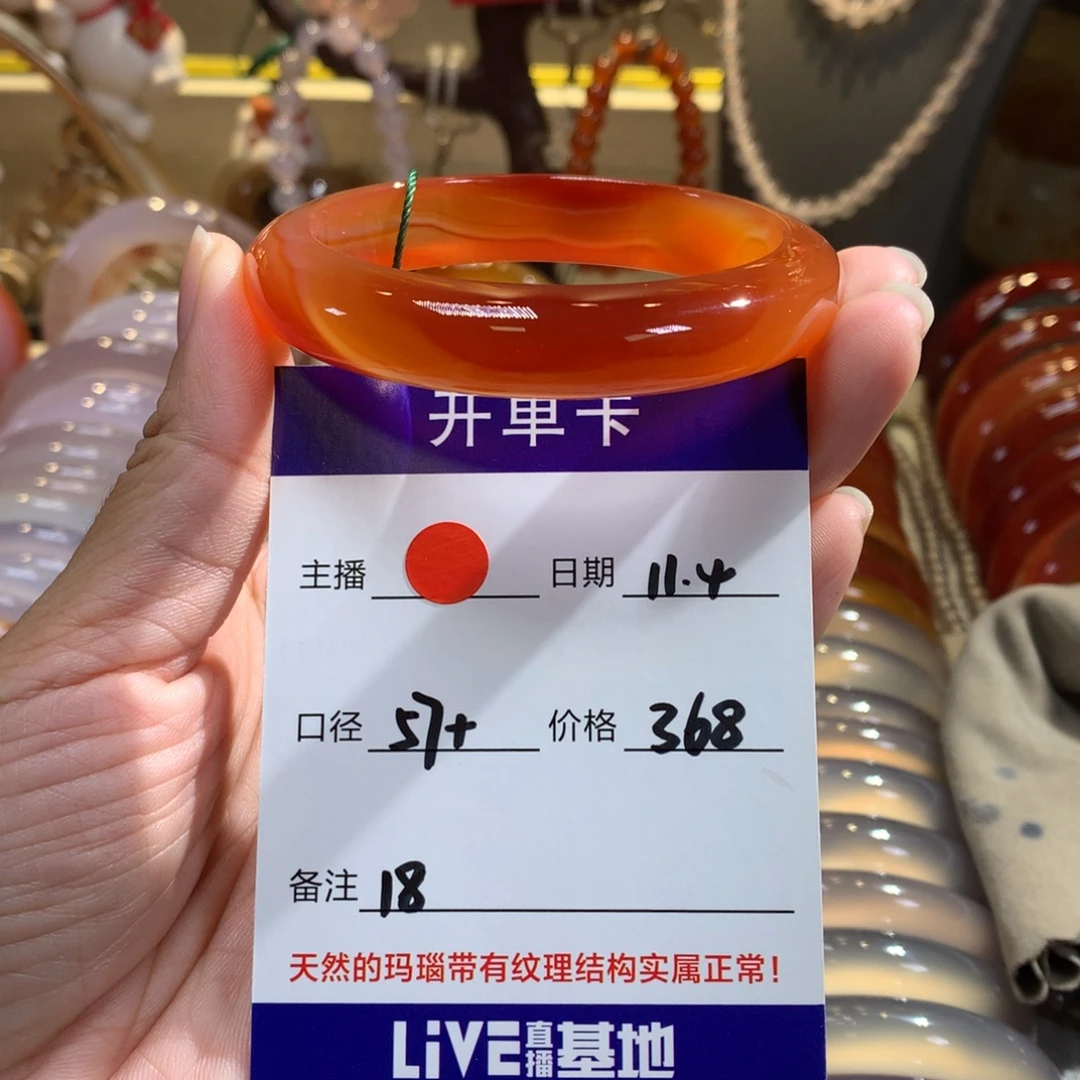 开单卡
主播 日期 11.4
口径 57+ 价格 368
备注 18
天然的玛瑙带有纹理结构实属正常!
LiVE直播基地